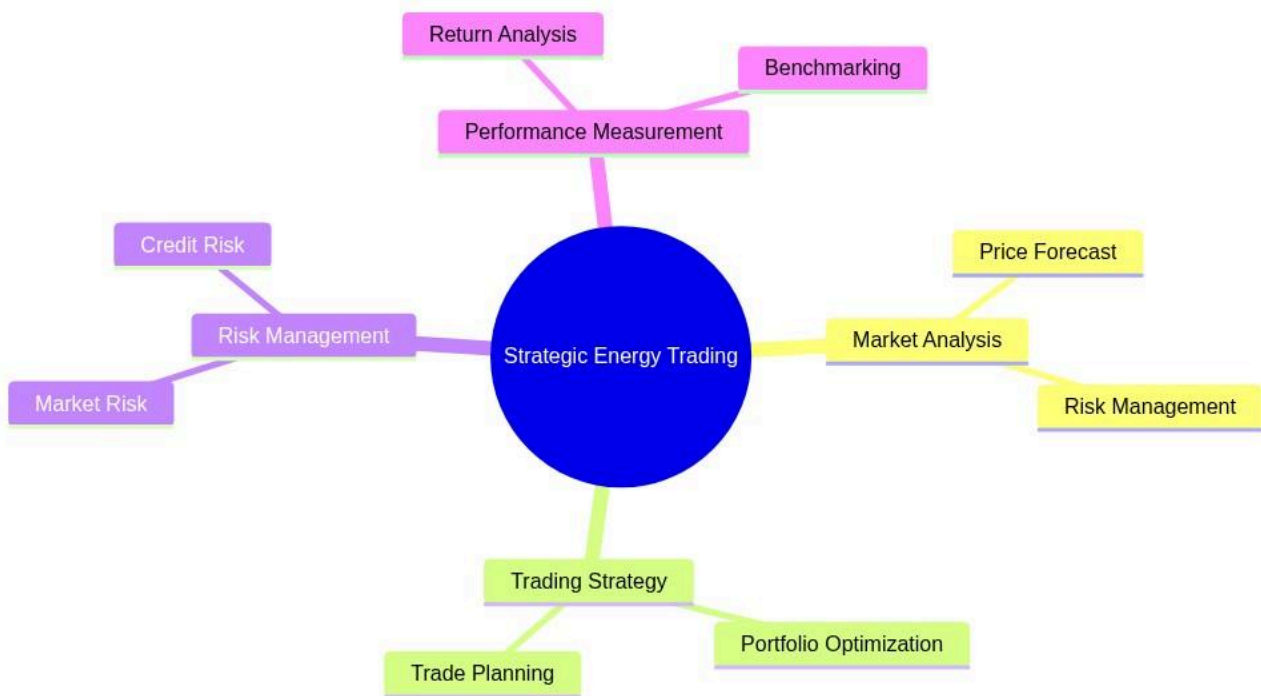 Return Analysis
Benchmarking
Performance Measurement
Credit Risk
Price Forecast
Risk Management
Market Analysis
Strategic Energy Trading
Market Risk
Risk Management
Trading Strategy
Portfolio Optimization
Trade Planning